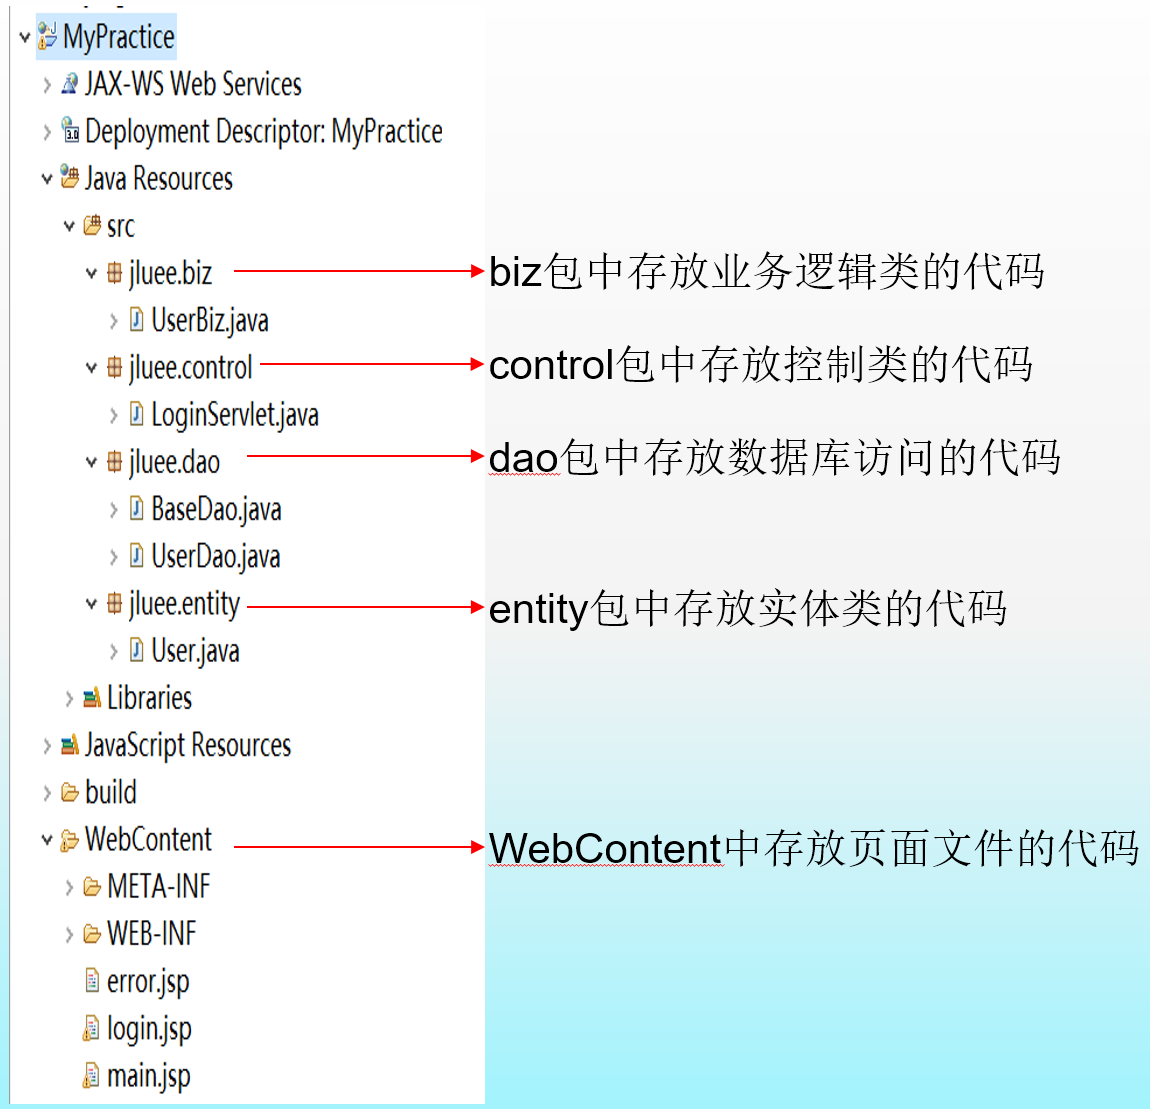 MyPractice
JAX-WS Web Services
Deployment Descriptor: MyPractice
Java Resources
src
jluee.biz
biz包中存放业务逻辑类的代码
UserBiz.java
jluee.control
control包中存放控制类的代码
LoginServlet.java
jluee.dao
dao包中存放数据库访问的代码
BaseDao.java
UserDao.java
jluee.entity
entity包中存放实体类的代码
User.java
Libraries
JavaScript Resources
build
WebContent
WebContent中存放页面文件的代码
META-INF
WEB-INF
error.jsp
login.jsp
main.jsp